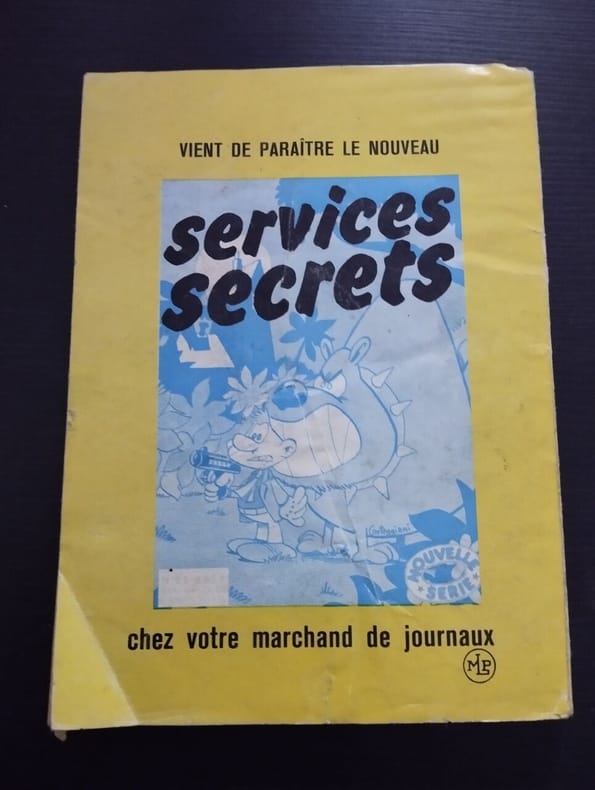 VIENT DE PARAÎTRE LE NOUVEAU
services
secrets
NOUVELLE
SERIE
chez votre marchand de journaux
MLP